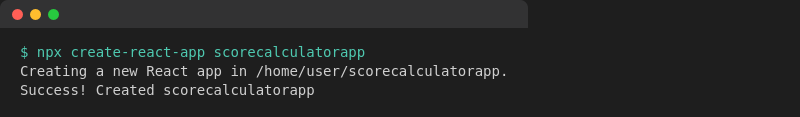 $ npx create-react-app scorecalculatorapp
Creating a new React app in /home/user/scorecalculatorapp.
Success! Created scorecalculatorapp